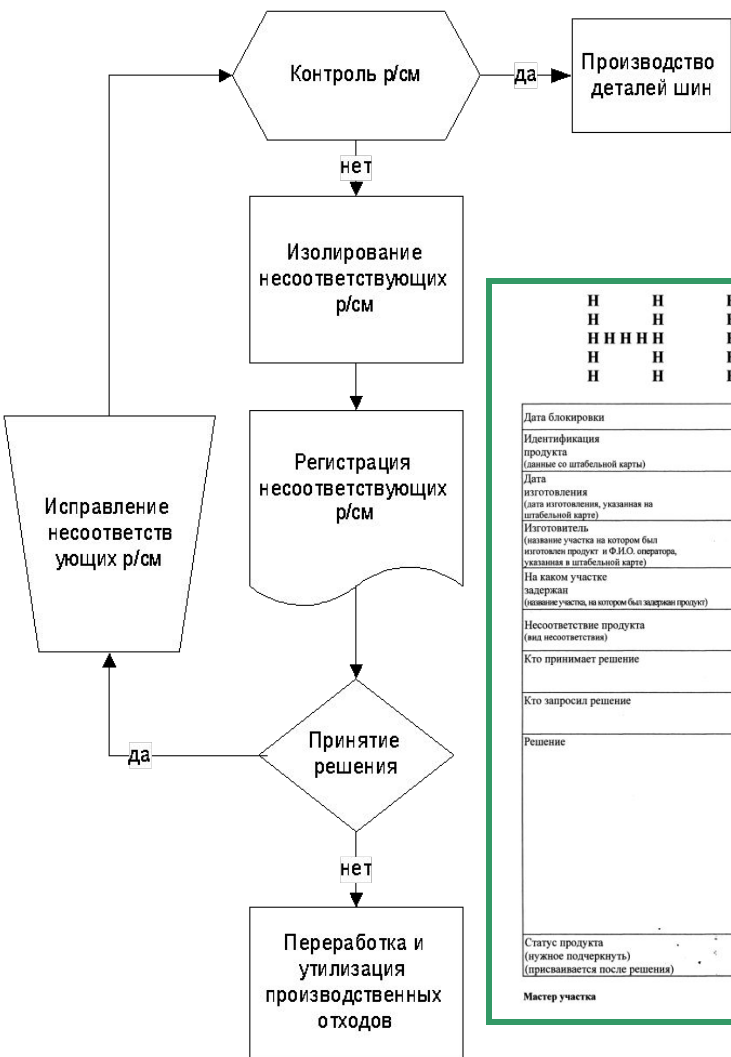 Контроль р/см
да
Производство
деталей шин
нет
Изолирование
несоответствующих
р/см
Регистрация
несоответствующих
р/см
Исправление
несоответств
ующих р/см
Принятие
решения
да
нет
Переработка и
утилизация
производственных
отходов
Н Н Н
Н Н Н
Н Н Н Н Н Н
Н Н Н
Н Н Н
Дата блокировки
Идентификация
продукта
(данные со штабельной карты)
Дата
изготовления
(дата изготовления, указанная на
штабельной карте)
Изготовитель
(название участка на котором был
изготовлен продукт и Ф.И.О. оператора,
указанная в штабельной карте)
На каком участке
задержан
(название участка, на котором был задержан продукт)
Несоответствие продукта
(вид несоответствия)
Кто принимает решение
Кто запросил решение
Решение
Статус продукта
(нужное подчеркнуть)
(присваивается после решения)
Мастер участка